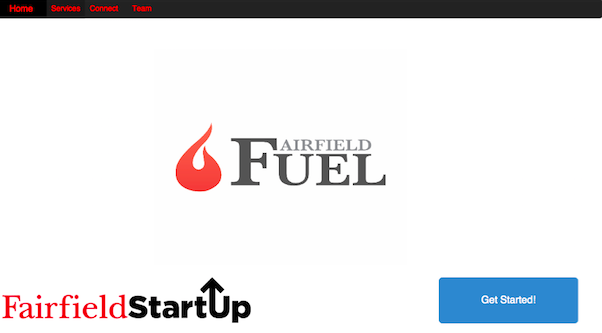 Home Services Connect Team
FAIRFIELD
FUEL
FairfieldStartUp
Get Started!